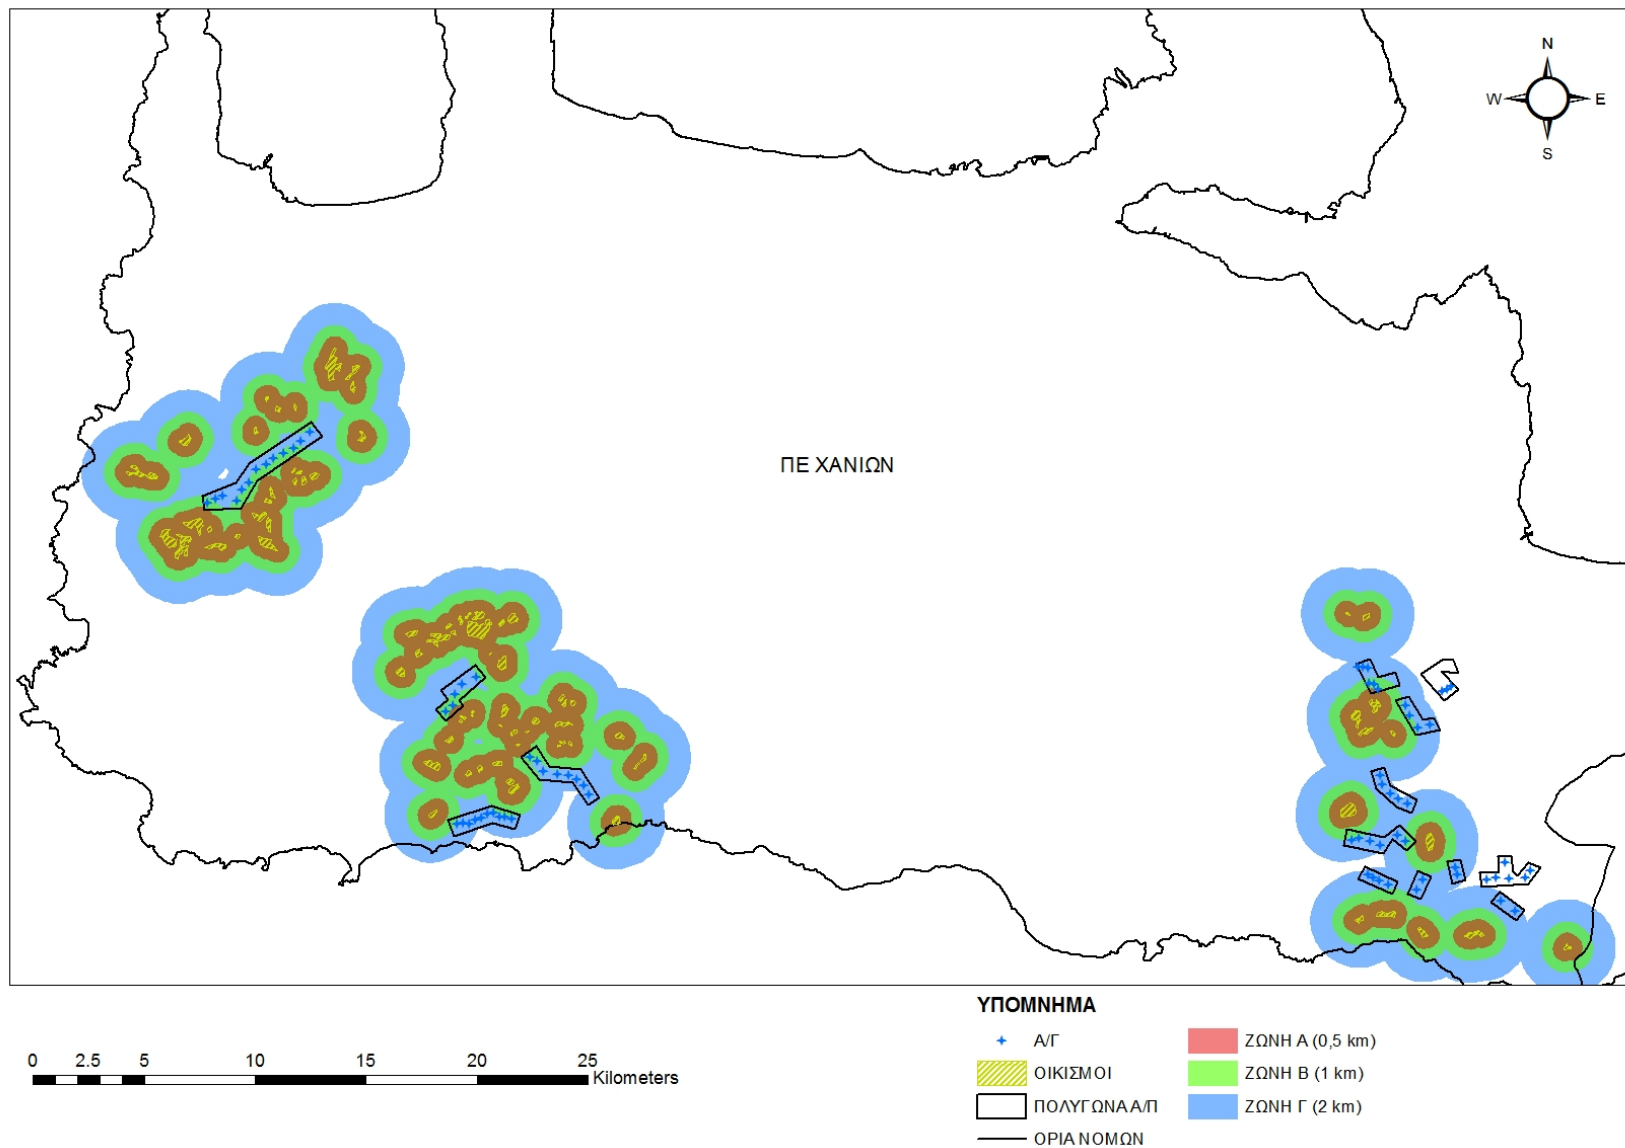 N
W E
S
ΠΕ ΧΑΝΙΩΝ
ΥΠΟΜΝΗΜΑ
Α/Γ
ΟΙΚΙΣΜΟΙ
ΠΟΛΥΓΩΝΑ Α/Π
ΟΡΙΑ ΝΟΜΩΝ
ΖΩΝΗ Α (0,5 km)
ΖΩΝΗ Β (1 km)
ΖΩΝΗ Γ (2 km)
0 2.5 5 10 15 20 25
Kilometers